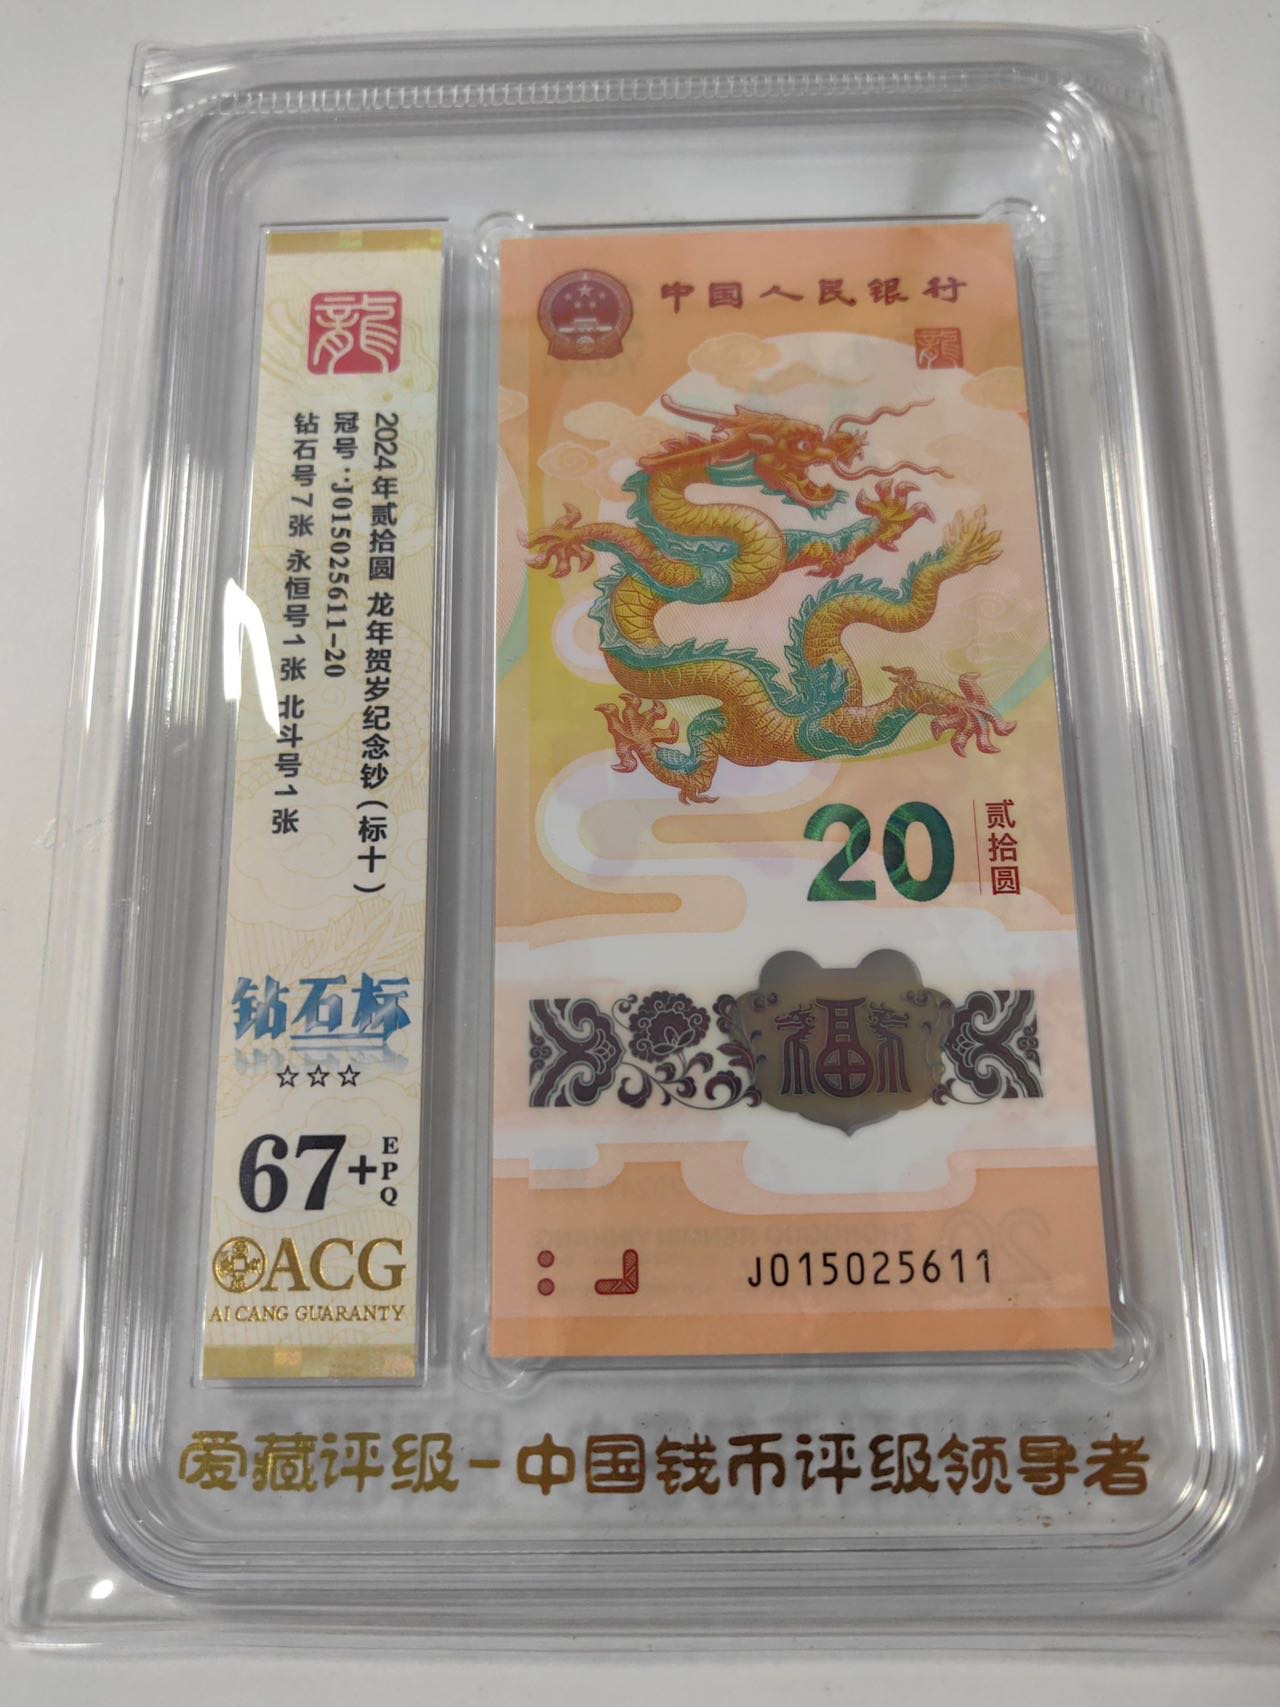 龍
2024年贰拾圆 龙年贺岁纪念钞(标十)
冠号:J015025611-20
钻石号7张 永恒号1张 北斗号1张
钻石标
☆☆☆
67+
EPQ
ACG
AI CANG GUARANTY
中国人民银行
龍
20
贰拾圆
福
J015025611
爱藏评级-中国钱币评级领导者